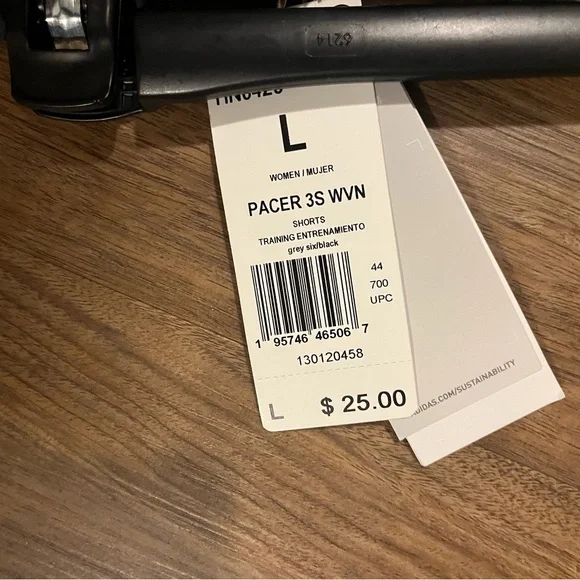 6214
L
WOMEN / MUJER
PACER 3S WVN
SHORTS
TRAINING ENTRENAMIENTO
grey six/black
44
700
UPC
1 95746 46506 7
130120458
L $ 25.00
ADIDAS.COM/SUSTAINABILITY